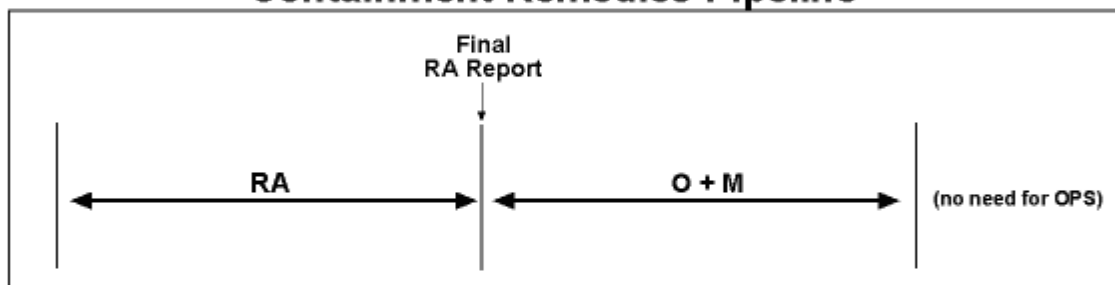 Containment Remedies Pipeline
Final
RA Report
RA
O + M
(no need for OPS)